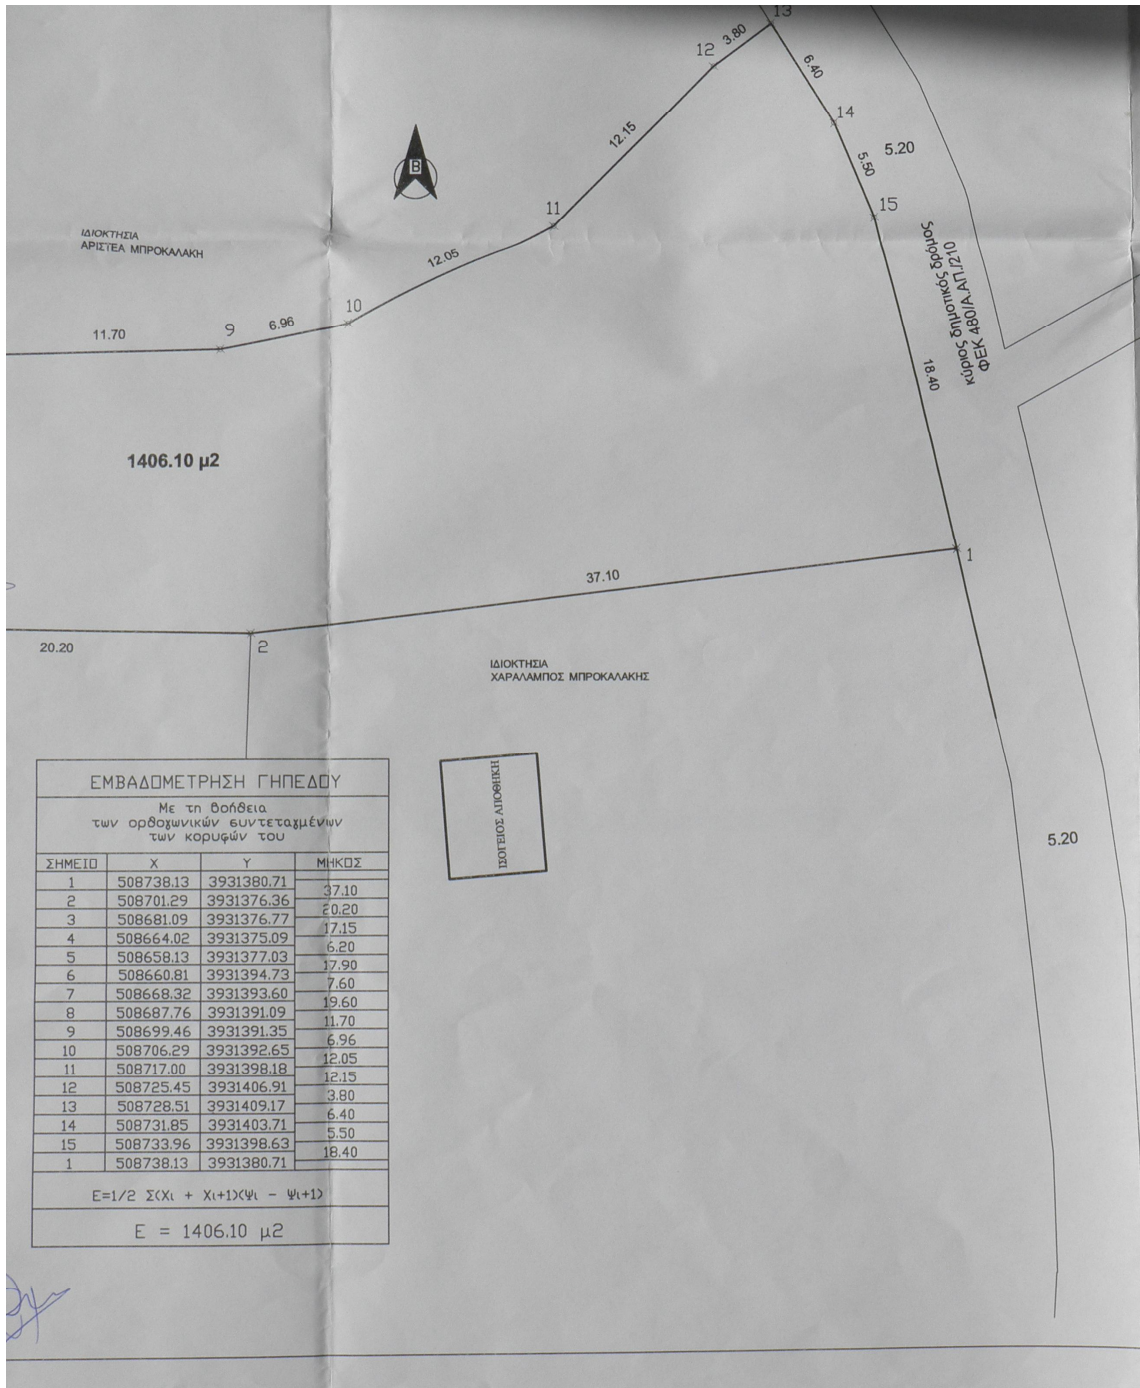 13
3.80
12
6.40
14
12.15
5.50
5.20
Β
15
11
ΙΔΙΟΚΤΗΣΙΑ
ΑΡΙΣΤΕΑ ΜΠΡΟΚΑΛΑΚΗ
12.05
κύριος δημοτικός δρόμος
ΦΕΚ 480/Α.ΑΠ./210
10
6.96
9
11.70
18.40
1406.10 μ2
1
37.10
20.20
2
ΙΔΙΟΚΤΗΣΙΑ
ΧΑΡΑΛΑΜΠΟΣ ΜΠΡΟΚΑΛΑΚΗΣ
ΙΣΟΓΕΙΟΣ ΑΠΟΘΗΚΗ
5.20
ΕΜΒΑΔΟΜΕΤΡΗΣΗ ΓΗΠΕΔΟΥ
Με τη βοήθεια
των ορθογωνικών συντεταγμένων
των κορυφών του
ΣΗΜΕΙΟ Χ Υ ΜΗΚΟΣ
1 508738.13 3931380.71
37.10
2 508701.29 3931376.36
20.20
3 508681.09 3931376.77
17.15
4 508664.02 3931375.09
6.20
5 508658.13 3931377.03
17.90
6 508660.81 3931394.73
7.60
7 508668.32 3931393.60
19.60
8 508687.76 3931391.09
11.70
9 508699.46 3931391.35
6.96
10 508706.29 3931392.65
12.05
11 508717.00 3931398.18
12.15
12 508725.45 3931406.91
3.80
13 508728.51 3931409.17
6.40
14 508731.85 3931403.71
5.50
15 508733.96 3931398.63
18.40
1 508738.13 3931380.71
Ε=1/2 Σ(Χι + Χι+1)(Ψι - Ψι+1)
Ε = 1406.10 μ2